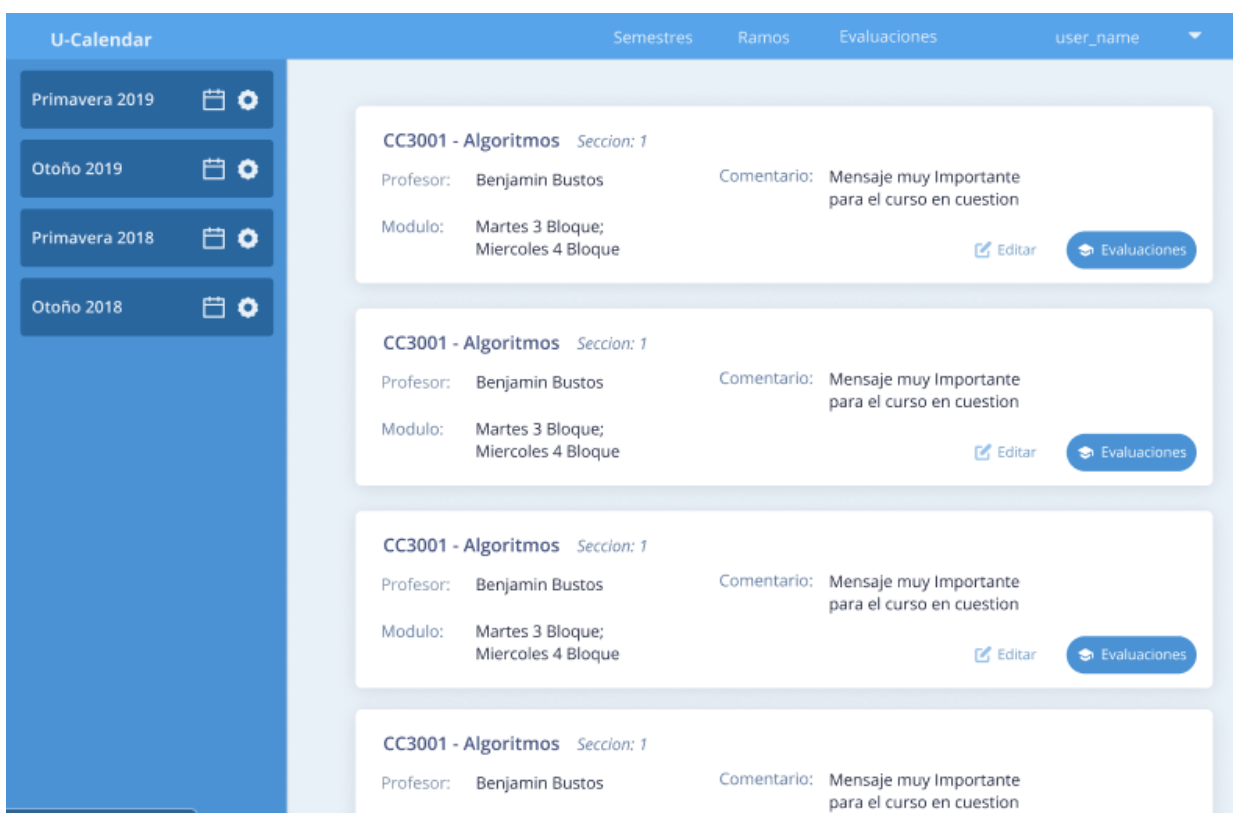 U-Calendar Semestres Ramos Evaluaciones user_name
Primavera 2019
Otoño 2019
Primavera 2018
Otoño 2018
CC3001 - Algoritmos Seccion: 1
Profesor: Benjamin Bustos
Comentario: Mensaje muy Importante
para el curso en cuestion
Modulo: Martes 3 Bloque;
Miercoles 4 Bloque
Editar Evaluaciones
CC3001 - Algoritmos Seccion: 1
Profesor: Benjamin Bustos
Comentario: Mensaje muy Importante
para el curso en cuestion
Modulo: Martes 3 Bloque;
Miercoles 4 Bloque
Editar Evaluaciones
CC3001 - Algoritmos Seccion: 1
Profesor: Benjamin Bustos
Comentario: Mensaje muy Importante
para el curso en cuestion
Modulo: Martes 3 Bloque;
Miercoles 4 Bloque
Editar Evaluaciones
CC3001 - Algoritmos Seccion: 1
Profesor: Benjamin Bustos
Comentario: Mensaje muy Importante
para el curso en cuestion